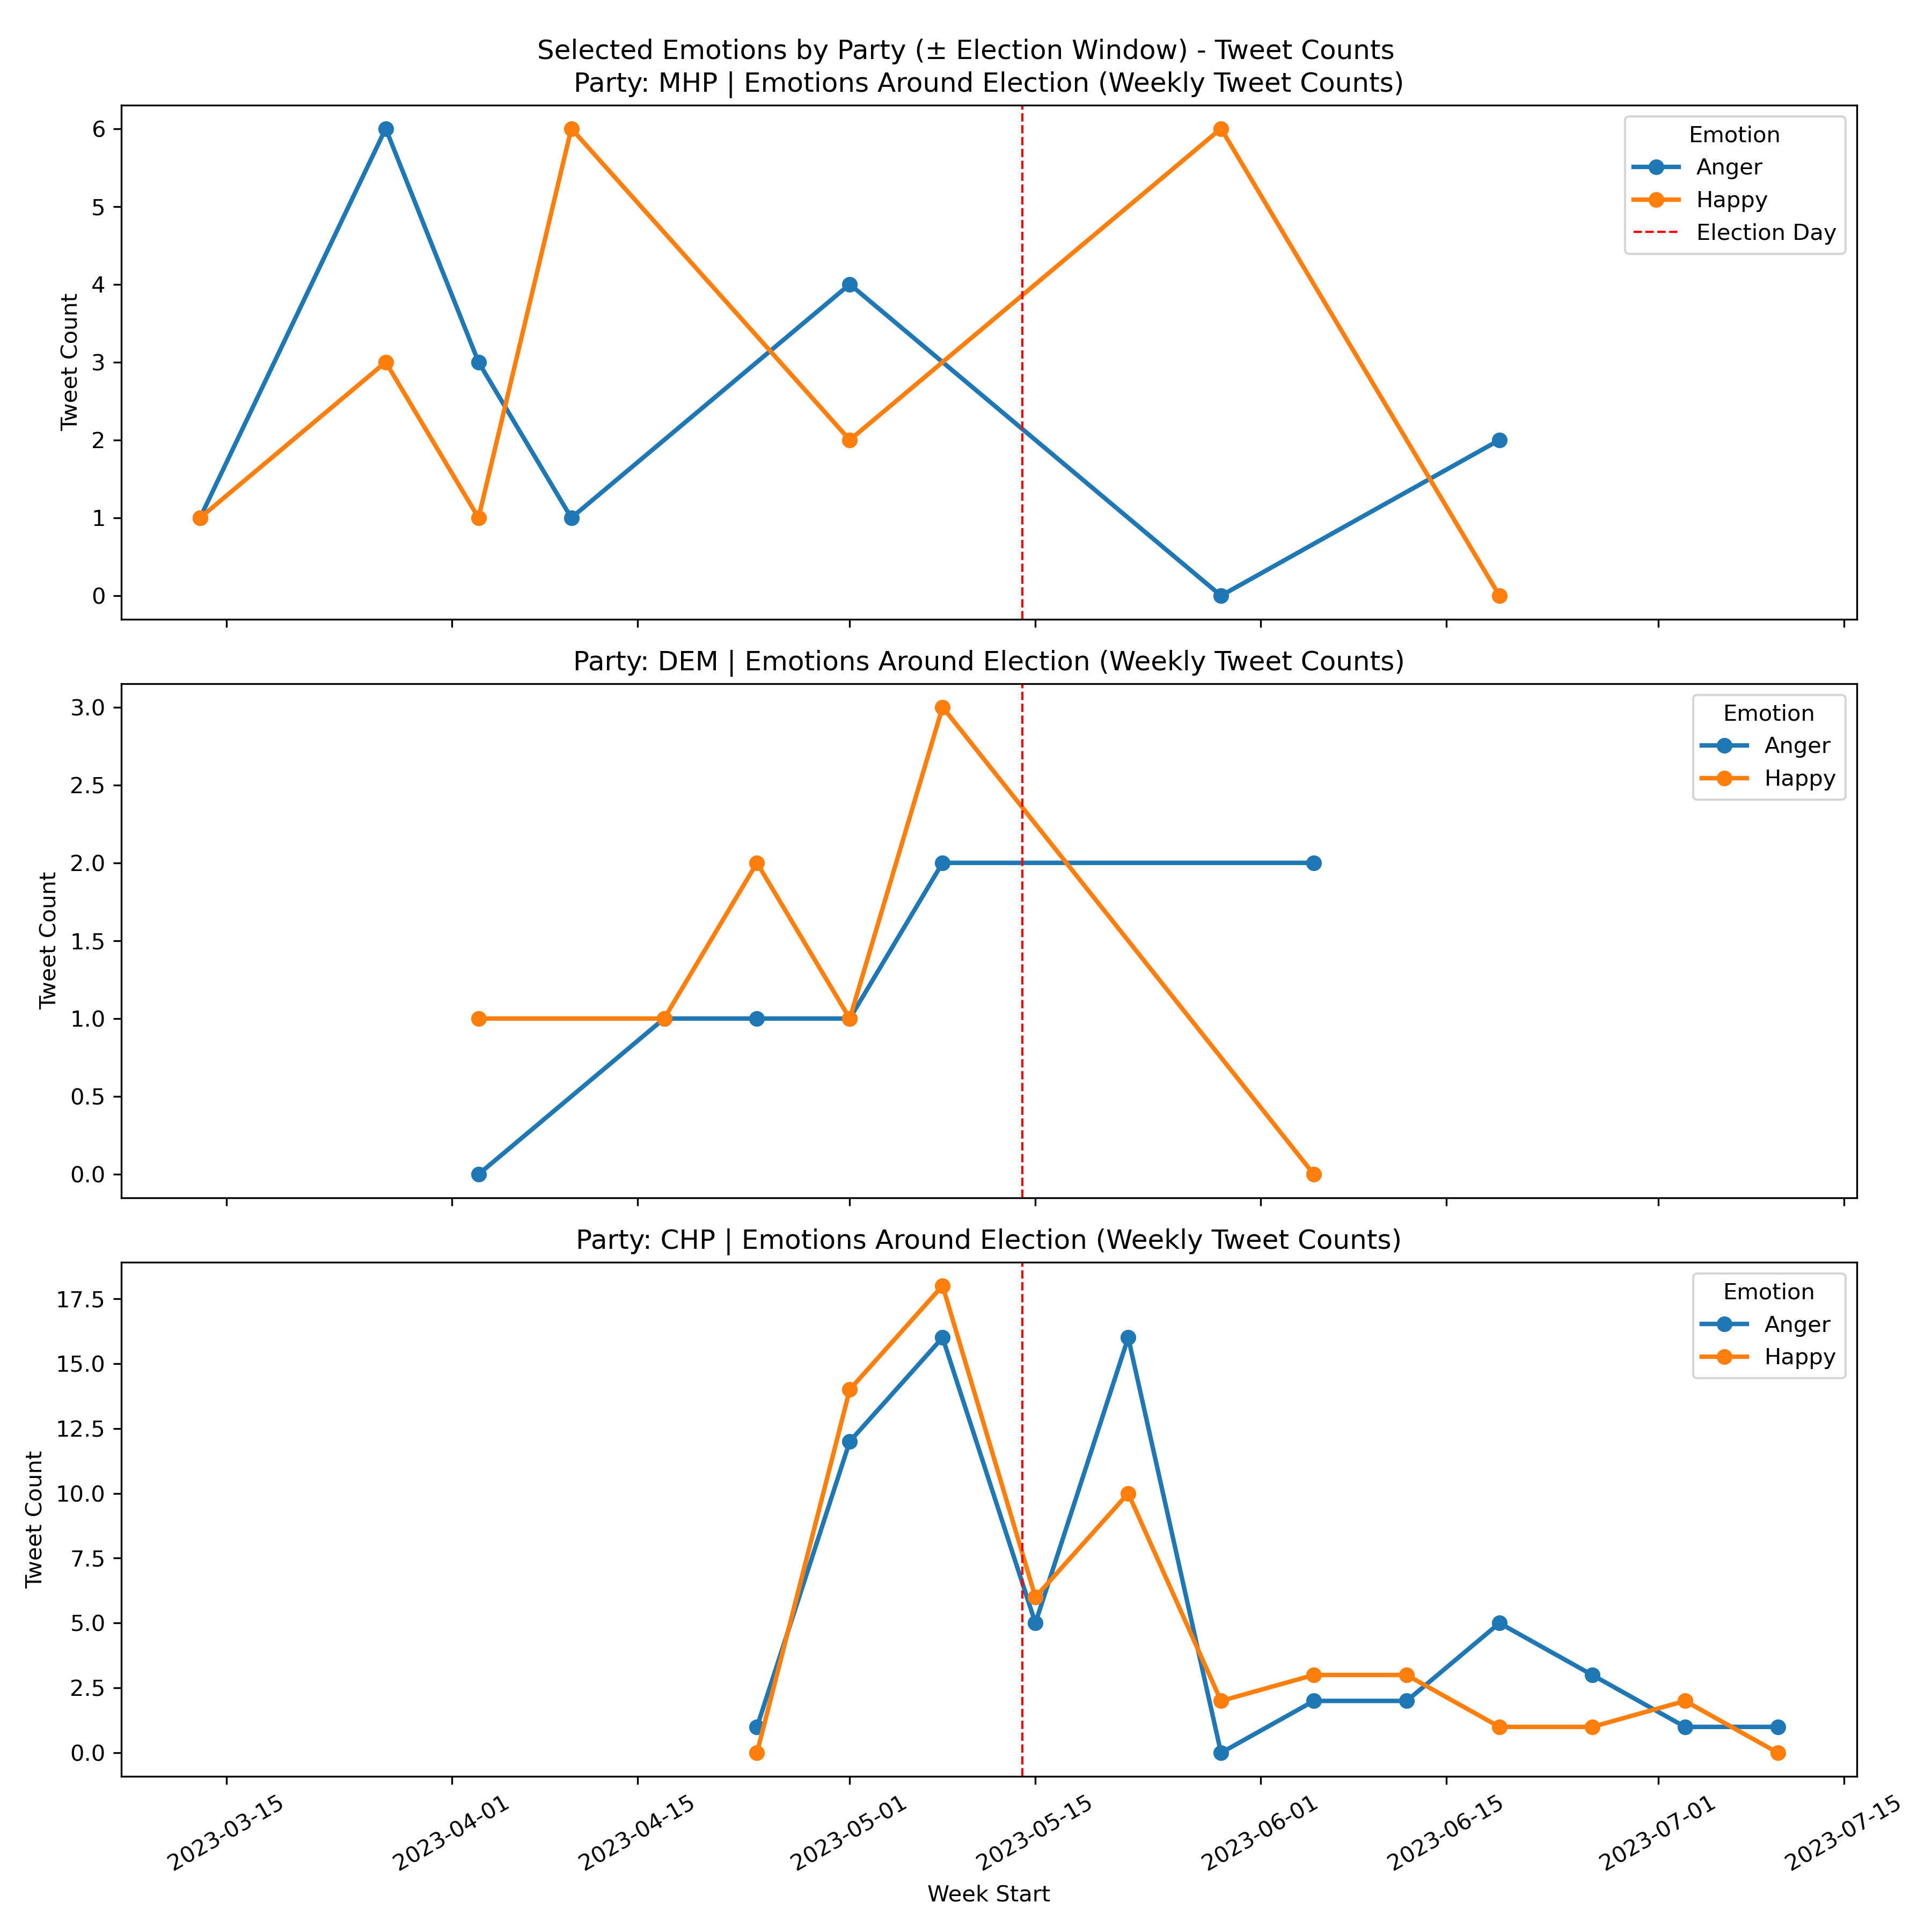 Selected Emotions by Party (± Election Window) - Tweet Counts
Party: MHP | Emotions Around Election (Weekly Tweet Counts)
Emotion
Anger
Happy
Election Day
Tweet Count
6
5
4
3
2
1
0
Party: DEM | Emotions Around Election (Weekly Tweet Counts)
Emotion
Anger
Happy
Tweet Count
3.0
2.5
2.0
1.5
1.0
0.5
0.0
Party: CHP | Emotions Around Election (Weekly Tweet Counts)
Emotion
Anger
Happy
Tweet Count
17.5
15.0
12.5
10.0
7.5
5.0
2.5
0.0
2023-03-15
2023-04-01
2023-04-15
2023-05-01
2023-05-15
2023-06-01
2023-06-15
2023-07-01
2023-07-15
Week Start